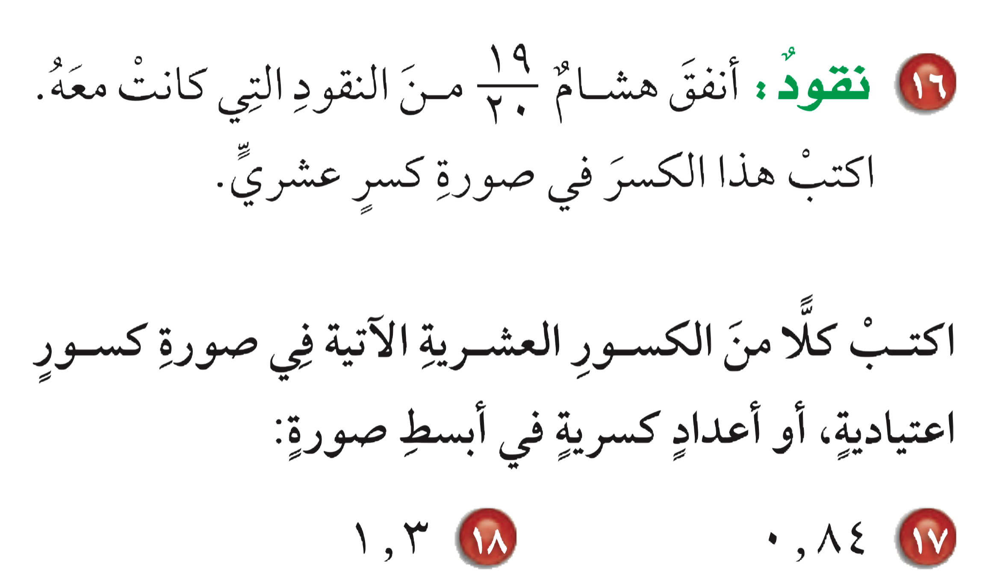 ١٦ نقودٌ: أنفقَ هشامٌ ١٩/٢٠ منَ النقودِ التِي كانتْ معَهُ.
اكتبْ هذا الكسرَ في صورةِ كسرٍ عشريٍّ.
اكتبْ كلًّا منَ الكسورِ العشريةِ الآتية فِي صورةِ كسورٍ
اعتياديةٍ، أو أعدادٍ كسريةٍ في أبسطِ صورةٍ:
١٧ ٠,٨٤ ١٨ ١,٣